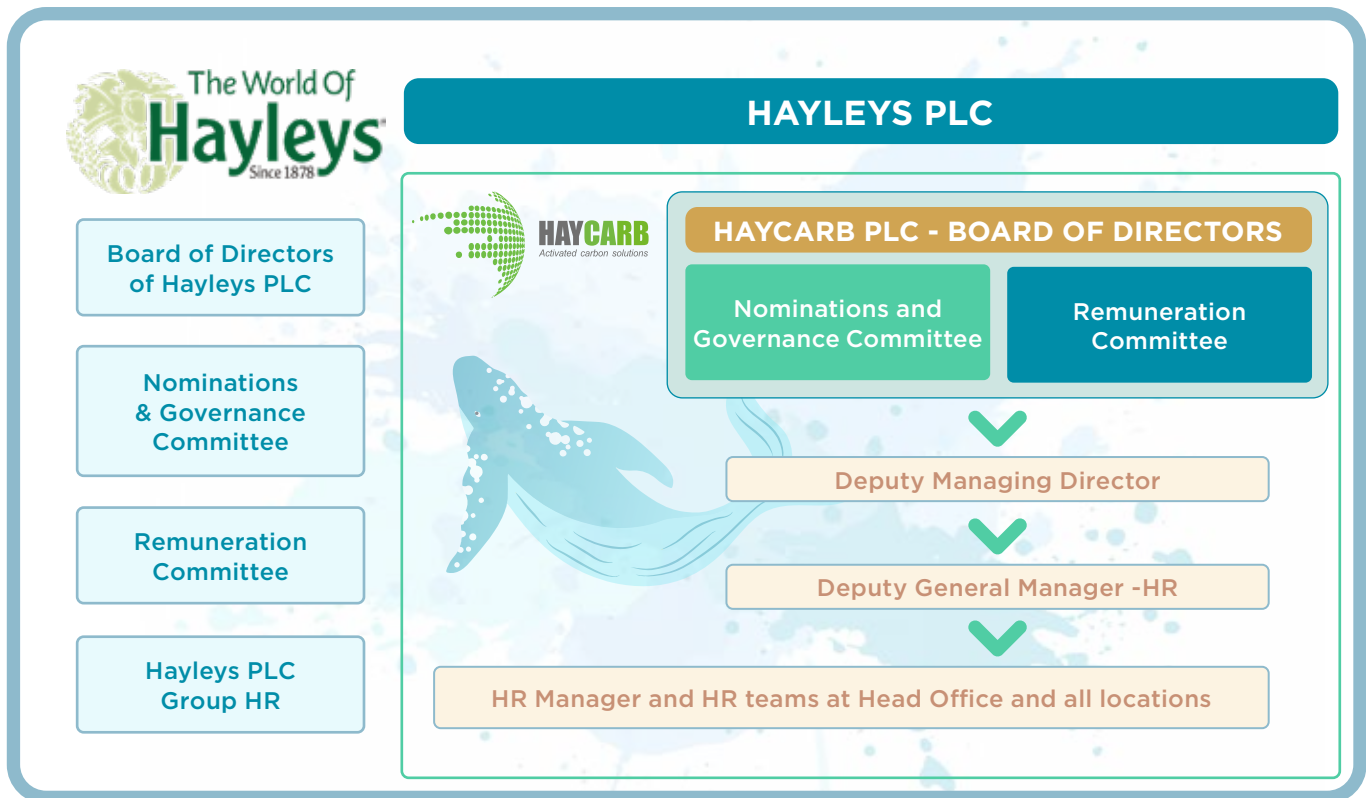 The World Of
Hayleys
Since 1878
HAYLEYS PLC
Board of Directors
of Hayleys PLC
Nominations
& Governance
Committee
Remuneration
Committee
Hayleys PLC
Group HR
HAYCARB
Activated carbon solutions
HAYCARB PLC - BOARD OF DIRECTORS
Nominations and
Governance Committee
Remuneration
Committee
Deputy Managing Director
Deputy General Manager -HR
HR Manager and HR teams at Head Office and all locations